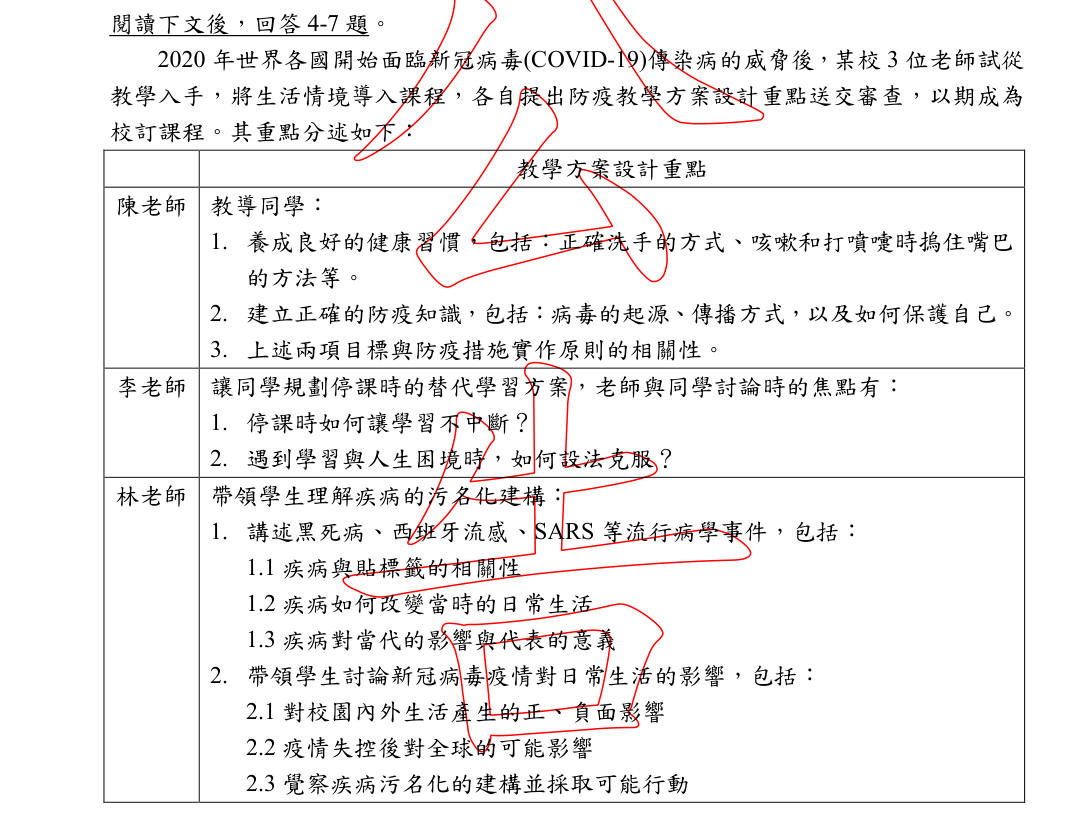 閱讀下文後，回答 4-7 題。
2020 年世界各國開始面臨新冠病毒(COVID-19)傳染病的威脅後，某校 3 位老師試從
教學入手，將生活情境導入課程，各自提出防疫教學方案設計重點送交審查，以期成為
校訂課程。其重點分述如下：
教學方案設計重點
陳老師 教導同學：
1. 養成良好的健康習慣，包括：正確洗手的方式、咳嗽和打噴嚏時摀住嘴巴
的方法等。
2. 建立正確的防疫知識，包括：病毒的起源、傳播方式，以及如何保護自己。
3. 上述兩項目標與防疫措施實作原則的相關性。
李老師 讓同學規劃停課時的替代學習方案，老師與同學討論時的焦點有：
1. 停課時如何讓學習不中斷？
2. 遇到學習與人生困境時，如何設法克服？
林老師 帶領學生理解疾病的污名化建構：
1. 講述黑死病、西班牙流感、SARS 等流行病學事件，包括：
1.1 疾病與貼標籤的相關性
1.2 疾病如何改變當時的日常生活
1.3 疾病對當代的影響與代表的意義
2. 帶領學生討論新冠病毒疫情對日常生活的影響，包括：
2.1 對校園內外生活產生的正、負面影響
2.2 疫情失控後對全球的可能影響
2.3 覺察疾病污名化的建構並採取可能行動